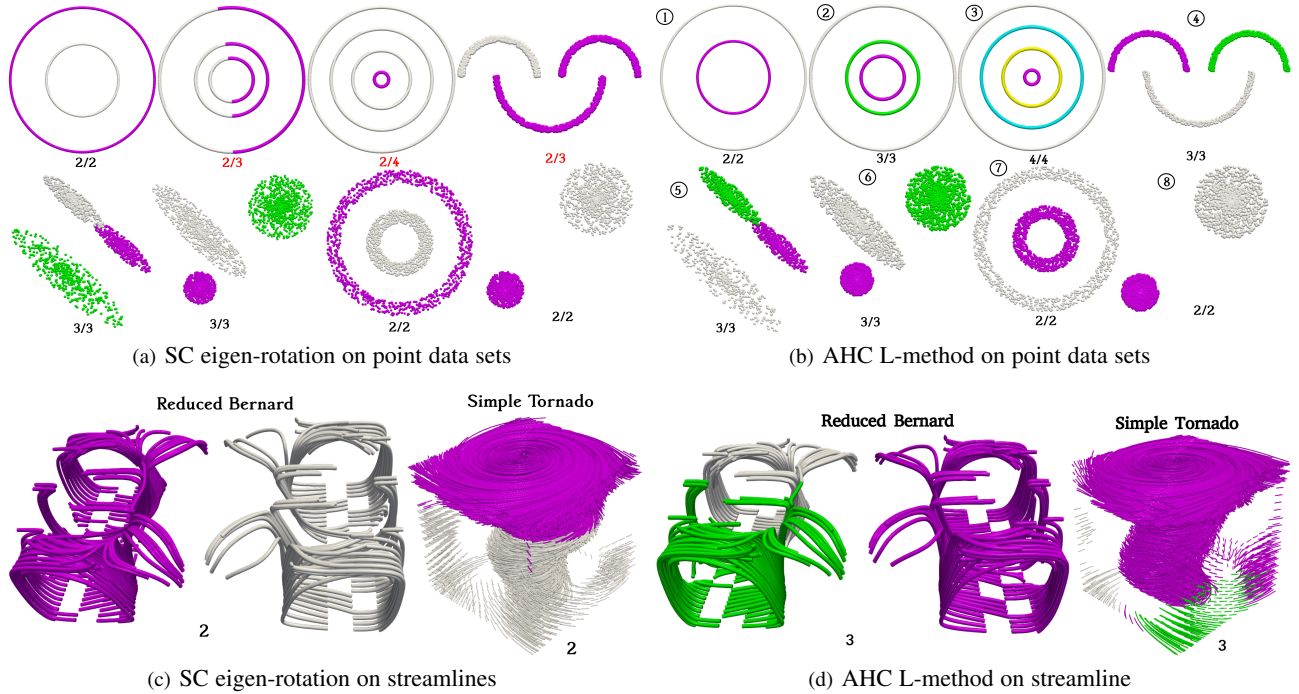 ① ② ③ ④
2/2 2/3 2/4 2/3 2/2 3/3 4/4 3/3
⑤ ⑥ ⑦ ⑧
3/3 3/3 2/2 2/2 3/3 3/3 2/2 2/2
(a) SC eigen-rotation on point data sets
(b) AHC L-method on point data sets
Reduced Bernard Simple Tornado
2 2
Reduced Bernard Simple Tornado
3 3
(c) SC eigen-rotation on streamlines
(d) AHC L-method on streamline